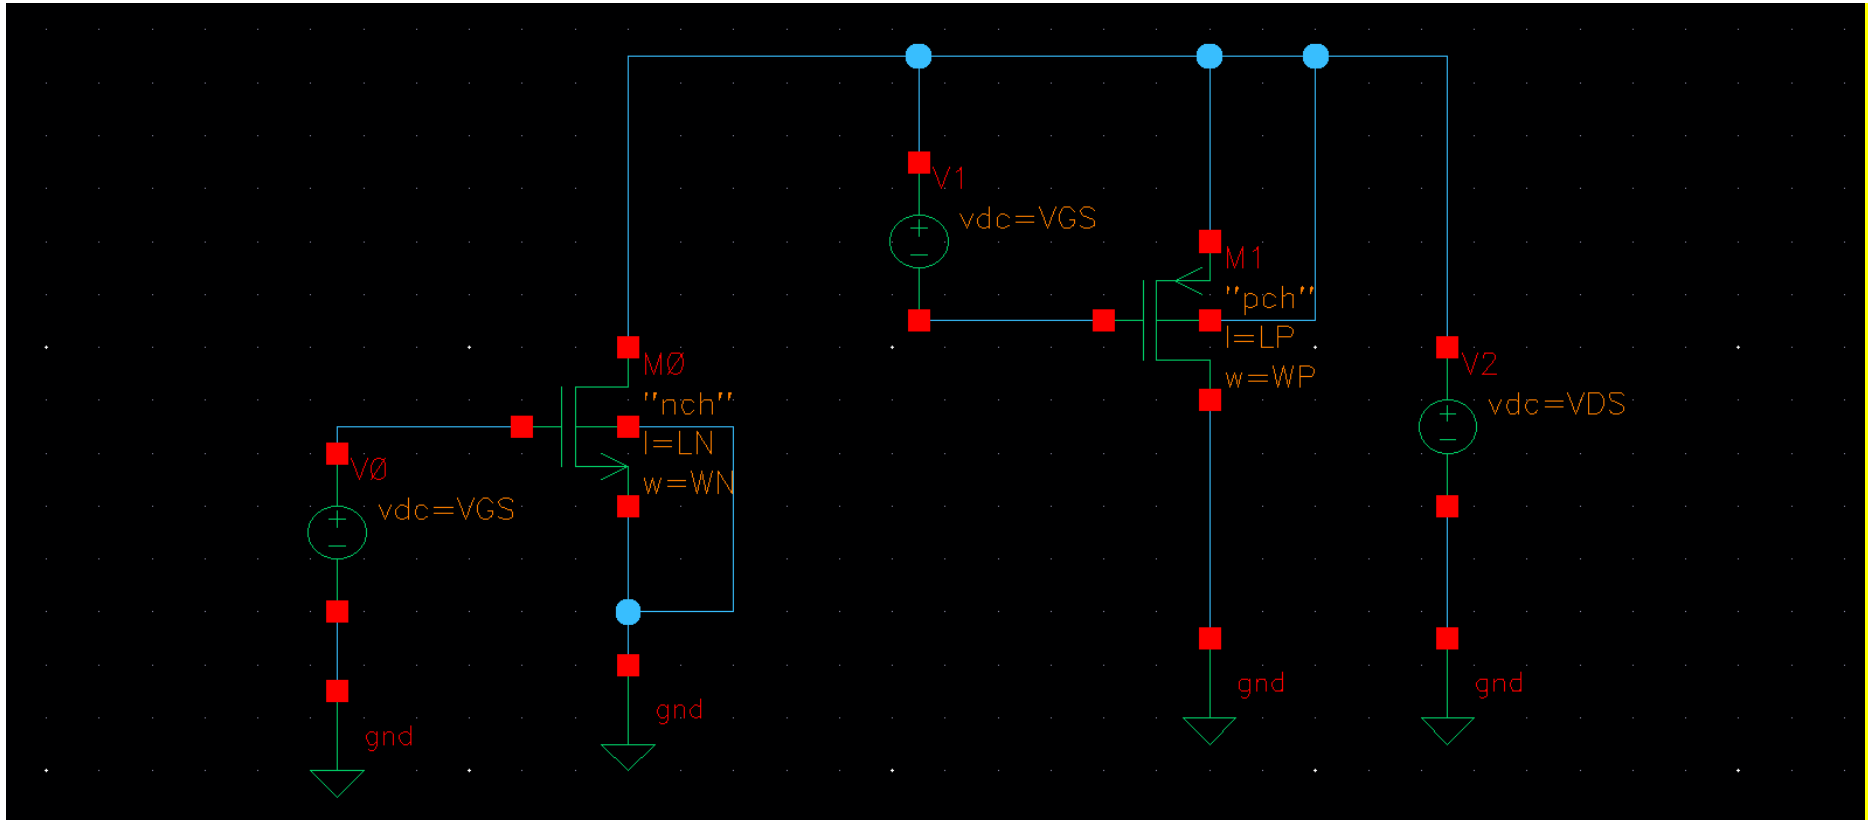 V1
vdc=VGS
M1
"pch"
l=LP
w=WP
MØ
"nch"
l=LN
w=WN
V2
vdc=VDS
VØ
vdc=VGS
gnd
gnd
gnd
gnd